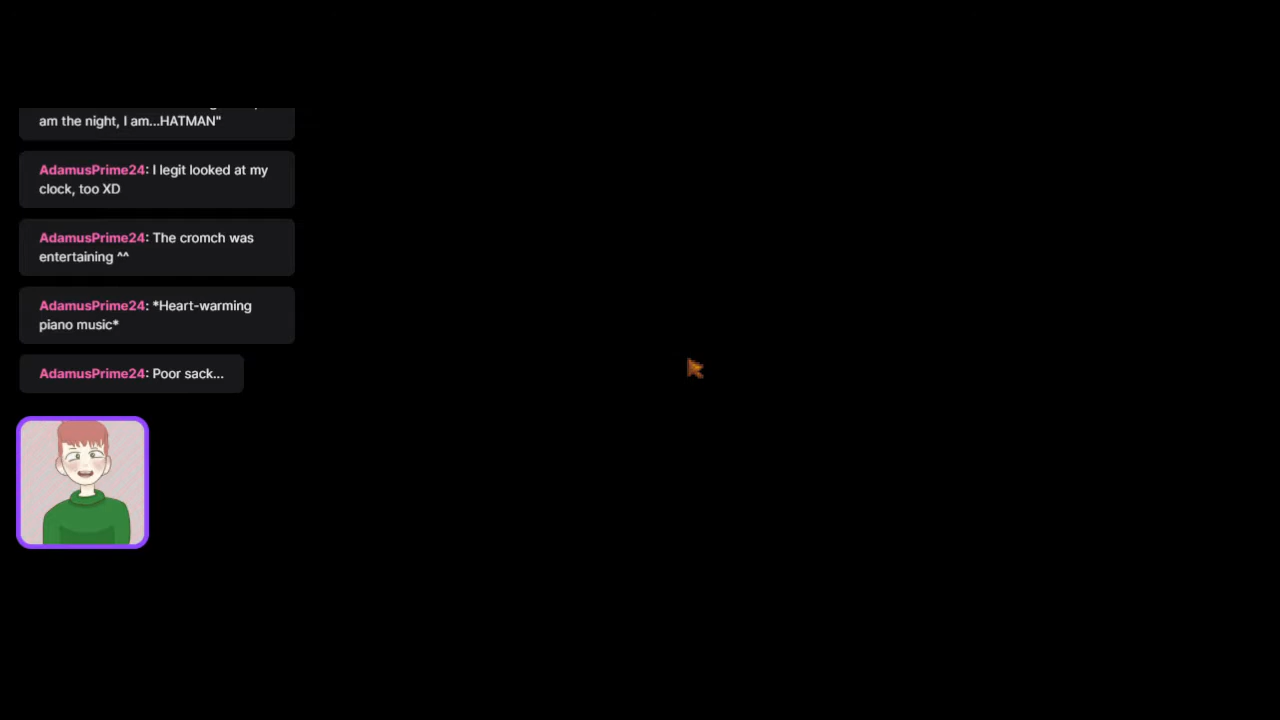 am the night, I am...HATMAN"
AdamusPrime24: I legit looked at my
clock, too XD
AdamusPrime24: The cromch was
entertaining ^^
AdamusPrime24: *Heart-warming
piano music*
AdamusPrime24: Poor sack...